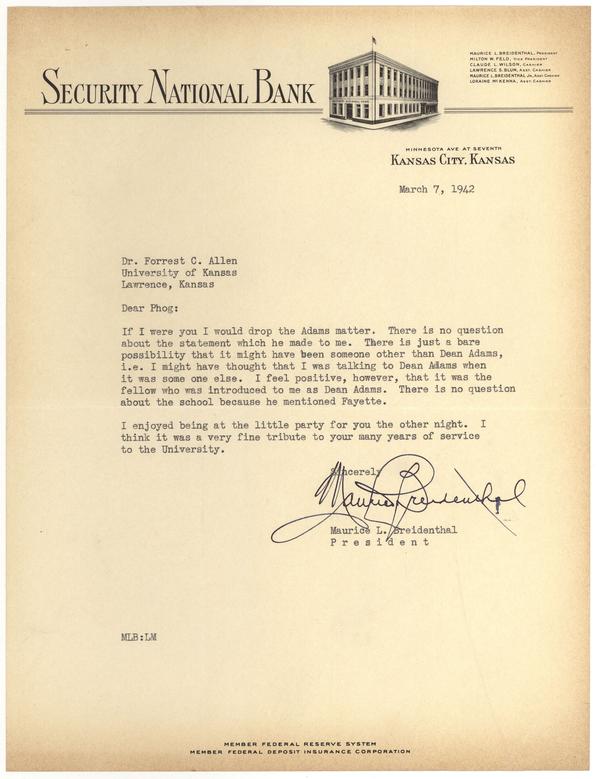 SECURITY NATIONAL BANK
MAURICE L. BREIDENTHAL, PRESIDENT
MILTON W. FELD, VICE PRESIDENT
CLAUDE L. WILSON, CASHIER
LAWRENCE S. BLUM, ASST. CASHIER
MAURICE L. BREIDENTHAL JR., ASST. CASHIER
LORAINE McKENNA, ASST. CASHIER
MINNESOTA AVE AT SEVENTH
KANSAS CITY, KANSAS
March 7, 1942
Dr. Forrest C. Allen
University of Kansas
Lawrence, Kansas
Dear Phog:
If I were you I would drop the Adams matter. There is no question
about the statement which he made to me. There is just a bare
possibility that it might have been someone other than Dean Adams,
i.e. I might have thought that I was talking to Dean Adams when
it was some one else. I feel positive, however, that it was the
fellow who was introduced to me as Dean Adams. There is no question
about the school because he mentioned Fayette.
I enjoyed being at the little party for you the other night. I
think it was a very fine tribute to your many years of service
to the University.
Sincerely
Maurice Breidenthal
Maurice L. Breidenthal
P r e s i d e n t
MLB:LM
MEMBER FEDERAL RESERVE SYSTEM
MEMBER FEDERAL DEPOSIT INSURANCE CORPORATION